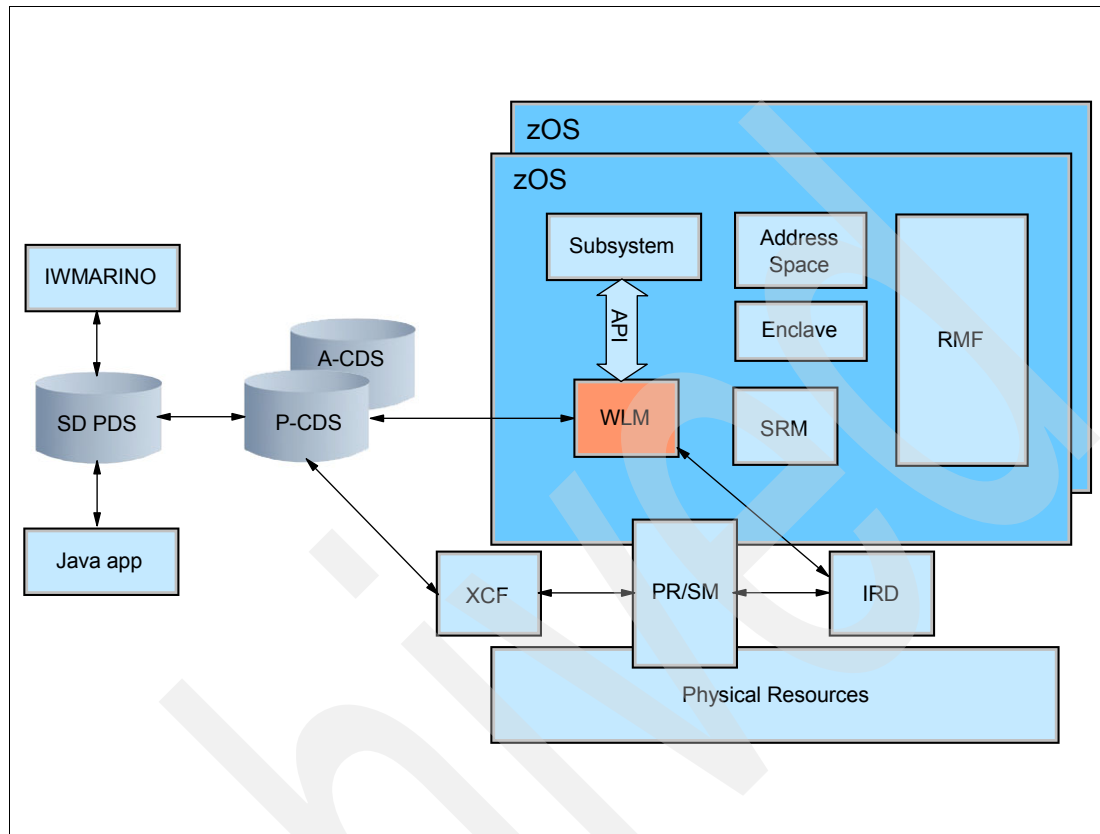 zOS
zOS
Subsystem
Address
Space
IWMARINO
API
Enclave
RMF
A-CDS
SD PDS
P-CDS
WLM
SRM
Java app
XCF
PR/SM
IRD
Physical Resources